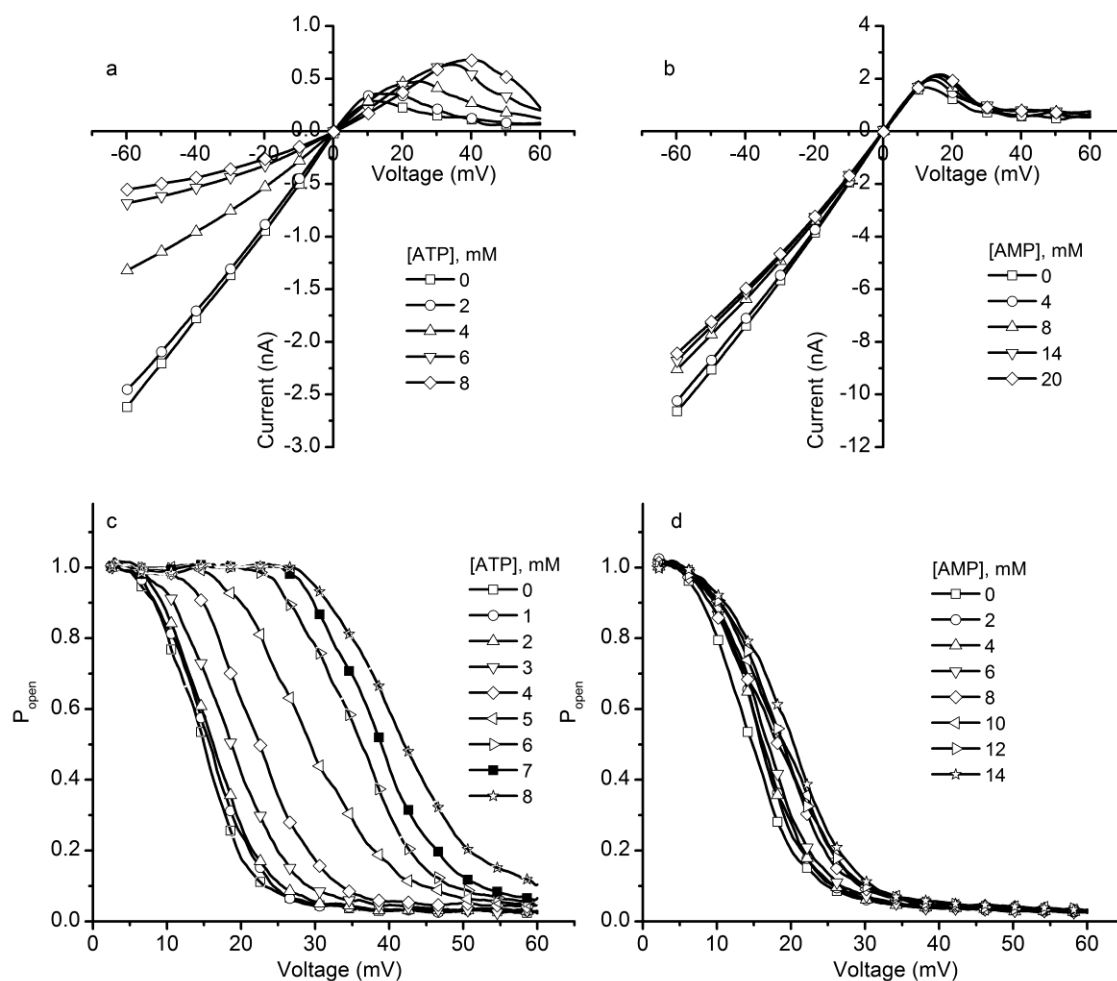 a
1.0
0.5
0.0
-60 -40 -20 0 20 40 60
Voltage (mV)
-0.5
-1.0
-1.5
-2.0
-2.5
-3.0
Current (nA)
[ATP], mM
0
2
4
6
8
b
6
4
2
0
-60 -40 -20 0 20 40 60
Voltage (mV)
-2
-4
-6
-8
-10
-12
Current (nA)
[AMP], mM
0
4
8
14
20
c
1.0
0.8
0.6
0.4
0.2
0.0
Popen
0 10 20 30 40 50 60
Voltage (mV)
[ATP], mM
0
1
2
3
4
5
6
7
8
d
1.0
0.8
0.6
0.4
0.2
0.0
Popen
0 10 20 30 40 50 60
Voltage (mV)
[AMP], mM
0
2
4
6
8
10
12
14